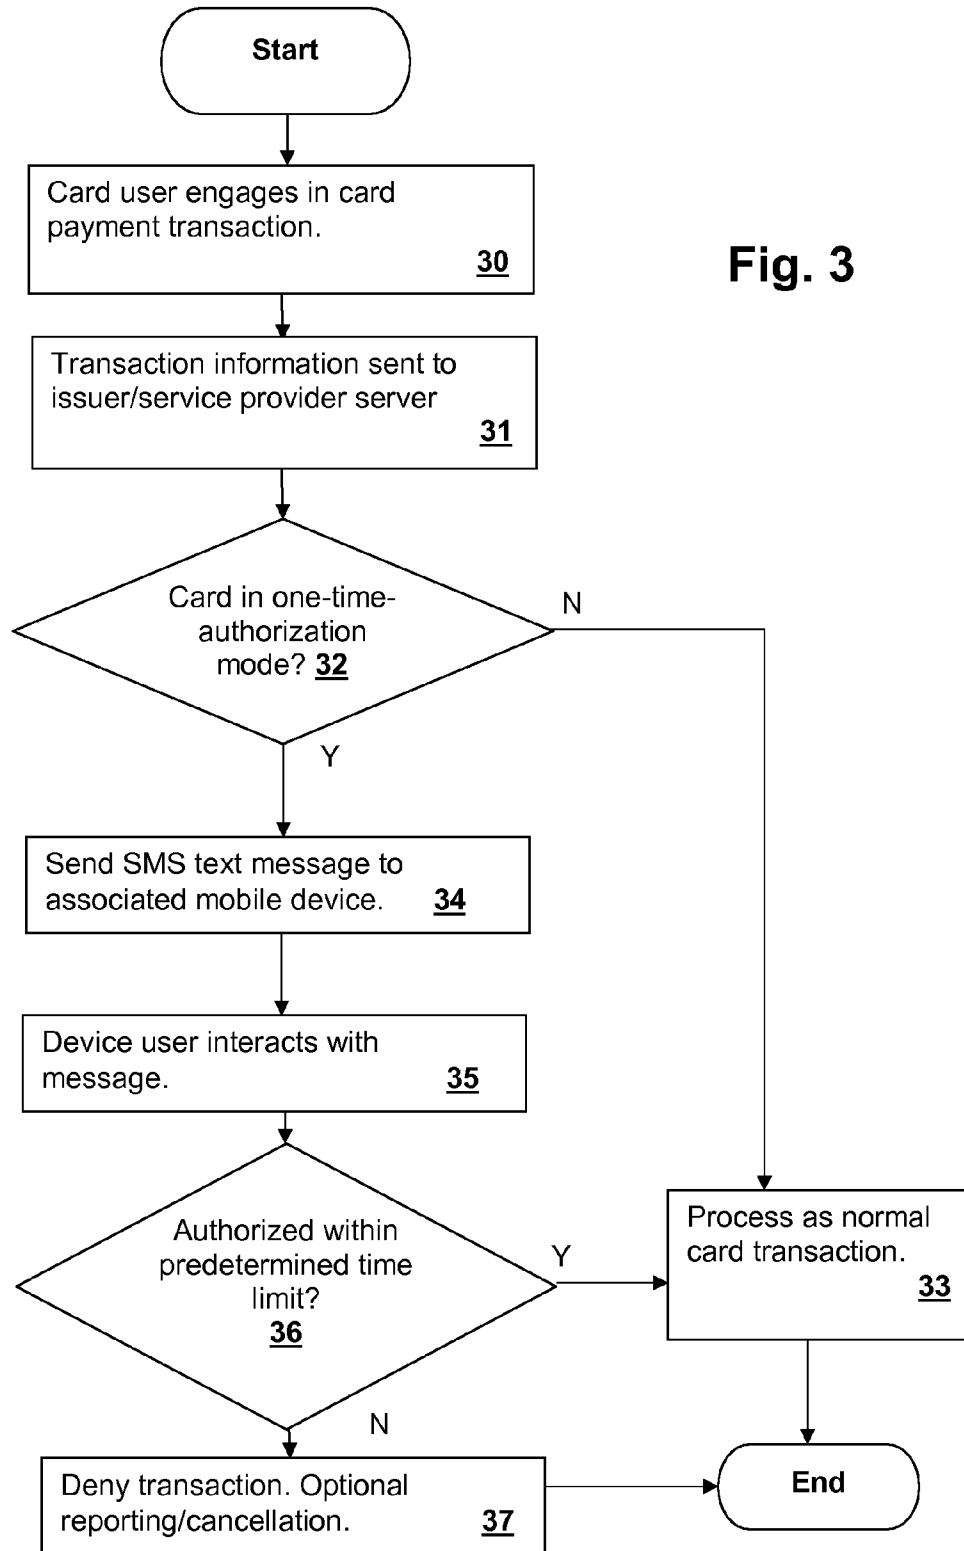 Start
Card user engages in card
payment transaction.
30
Fig. 3
Transaction information sent to
issuer/service provider server
31
Card in one-time-
authorization
mode? 32
N
Y
Send SMS text message to
associated mobile device. 34
Device user interacts with
message. 35
Authorized within
predetermined time
limit?
36
Y
Process as normal
card transaction.
33
N
Deny transaction. Optional
reporting/cancellation. 37
End